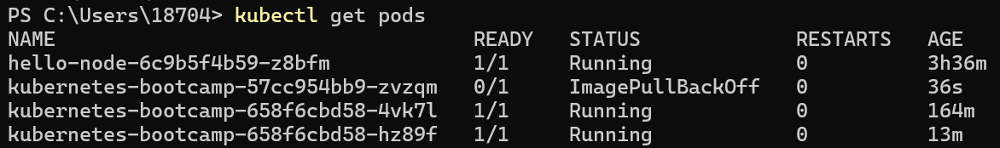 PS C:\Users\18704> kubectl get pods
NAME READY STATUS RESTARTS AGE
hello-node-6c9b5f4b59-z8bfm 1/1 Running 0 3h36m
kubernetes-bootcamp-57cc954bb9-zvzqm 0/1 ImagePullBackOff 0 36s
kubernetes-bootcamp-658f6cbd58-4vk7l 1/1 Running 0 164m
kubernetes-bootcamp-658f6cbd58-hz89f 1/1 Running 0 13m